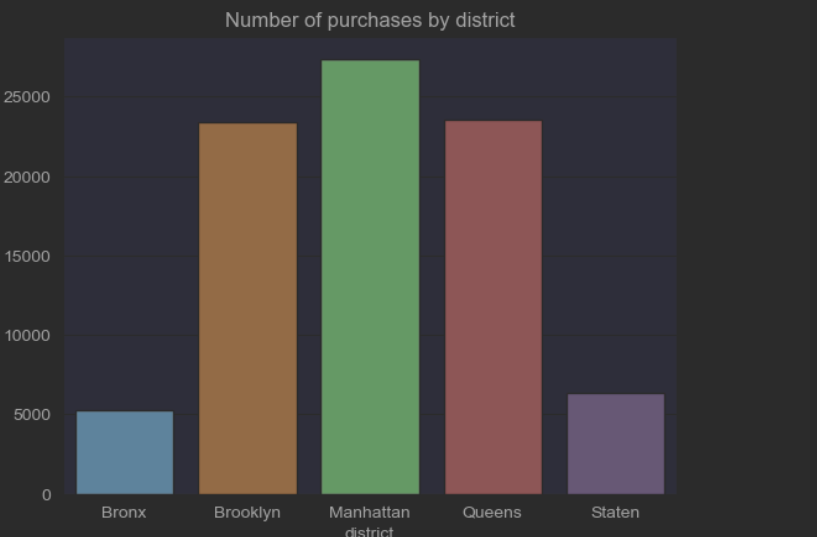 Number of purchases by district
25000
20000
15000
10000
5000
0
Bronx Brooklyn Manhattan Queens Staten
district